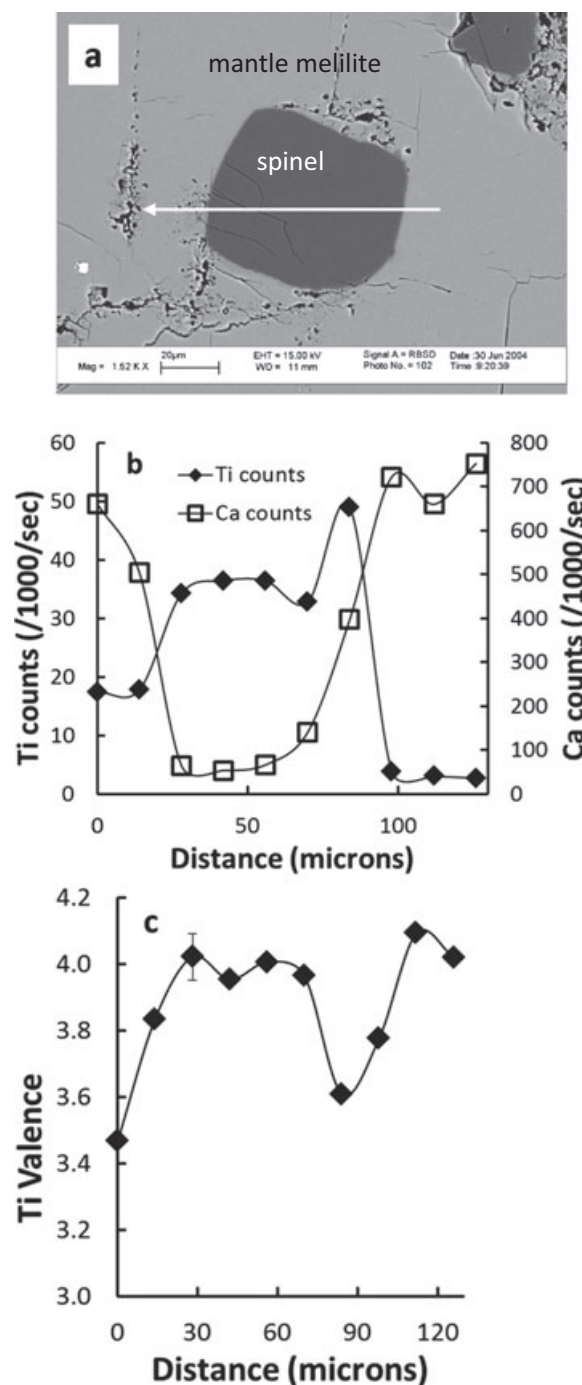 a
mantle melilite
spinel
Mag = 1.52 K X
20µm
EHT = 15.00 kV
WD = 11 mm
Signal A = RBSD
Photo No. = 102
Date :30 Jun 2004
Time :9:20:39
b
Ti counts
Ca counts
Ti counts (/1000/sec)
60
50
40
30
20
10
0
800
700
600
500
400
300
200
100
0
Ca counts (/1000/sec)
0 50 100
Distance (microns)
c
Ti Valence
4.2
4.0
3.8
3.6
3.4
3.2
3.0
0 30 60 90 120
Distance (microns)